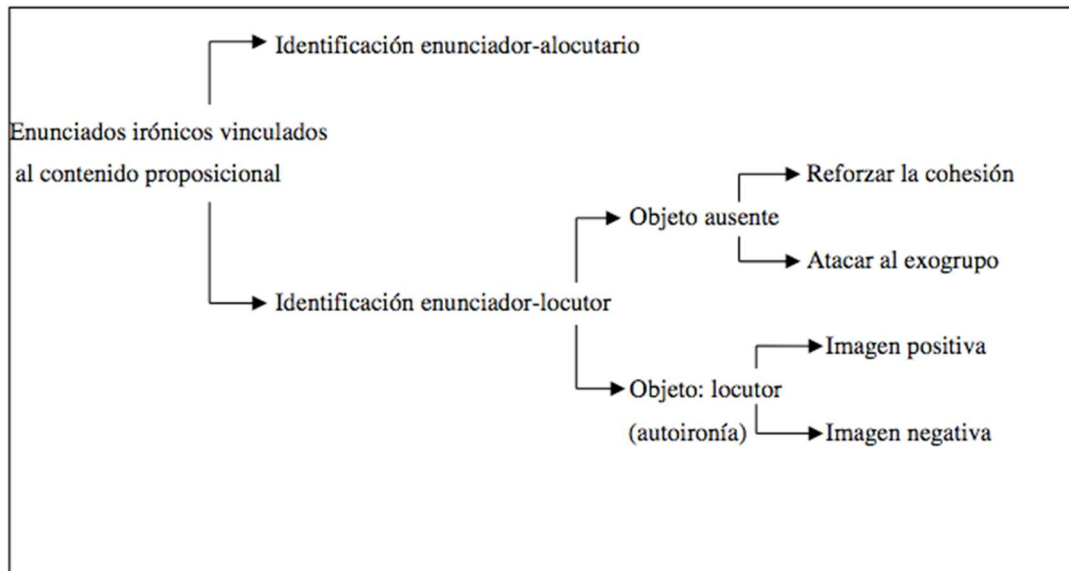 Identificación enunciador-alocutario
Enunciados irónicos vinculados
al contenido proposicional
Reforzar la cohesión
Objeto ausente
Atacar al exogrupo
Identificación enunciador-locutor
Imagen positiva
Objeto: locutor
(autoironía)
Imagen negativa